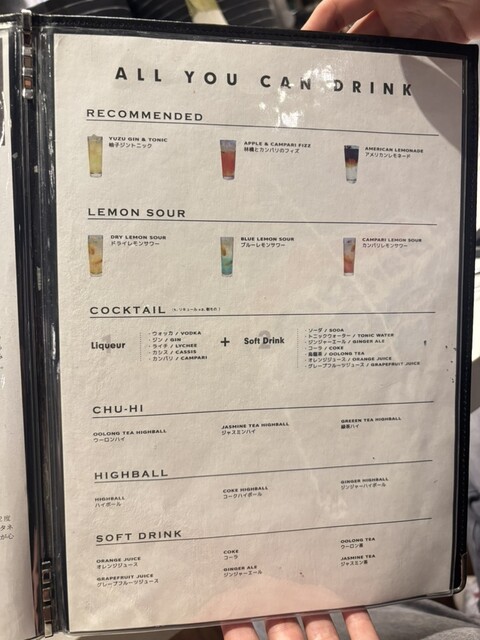 ALL YOU CAN DRINK
RECOMMENDED
YUZU GIN & TONIC
柚子ジントニック
APPLE & CAMPARI FIZZ
林檎とカンパリのフィズ
AMERICAN LEMONADE
アメリカンレモネード
LEMON SOUR
DRY LEMON SOUR
ドライレモンサワー
BLUE LEMON SOUR
ブルーレモンサワー
CAMPARI LEMON SOUR
カンパリレモンサワー
COCKTAIL
Liqueur
・ウォッカ / VODKA
・ジン / GIN
・ライチ / LYCHEE
・カシス / CASSIS
・カンパリ / CAMPARI
+
Soft Drink
・ソーダ / SODA
・トニックウォーター / TONIC WATER
・ジンジャーエール / GINGER ALE
・コーラ / COKE
・烏龍茶 / OOLONG TEA
・オレンジジュース / ORANGE JUICE
・グレープフルーツジュース / GRAPEFRUIT JUICE
CHU-HI
OOLONG TEA HIGHBALL
ウーロンハイ
JASMINE TEA HIGHBALL
ジャスミンハイ
GREEEN TEA HIGHBALL
緑茶ハイ
HIGHBALL
HIGHBALL
ハイボール
COKE HIGHBALL
コークハイボール
GINGER HIGHBALL
ジンジャーハイボール
SOFT DRINK
ORANGE JUICE
オレンジジュース
COKE
コーラ
OOLONG TEA
ウーロン茶
GRAPEFRUIT JUICE
グレープフルーツジュース
GINGER ALE
ジンジャーエール
JASMINE TEA
ジャスミン茶